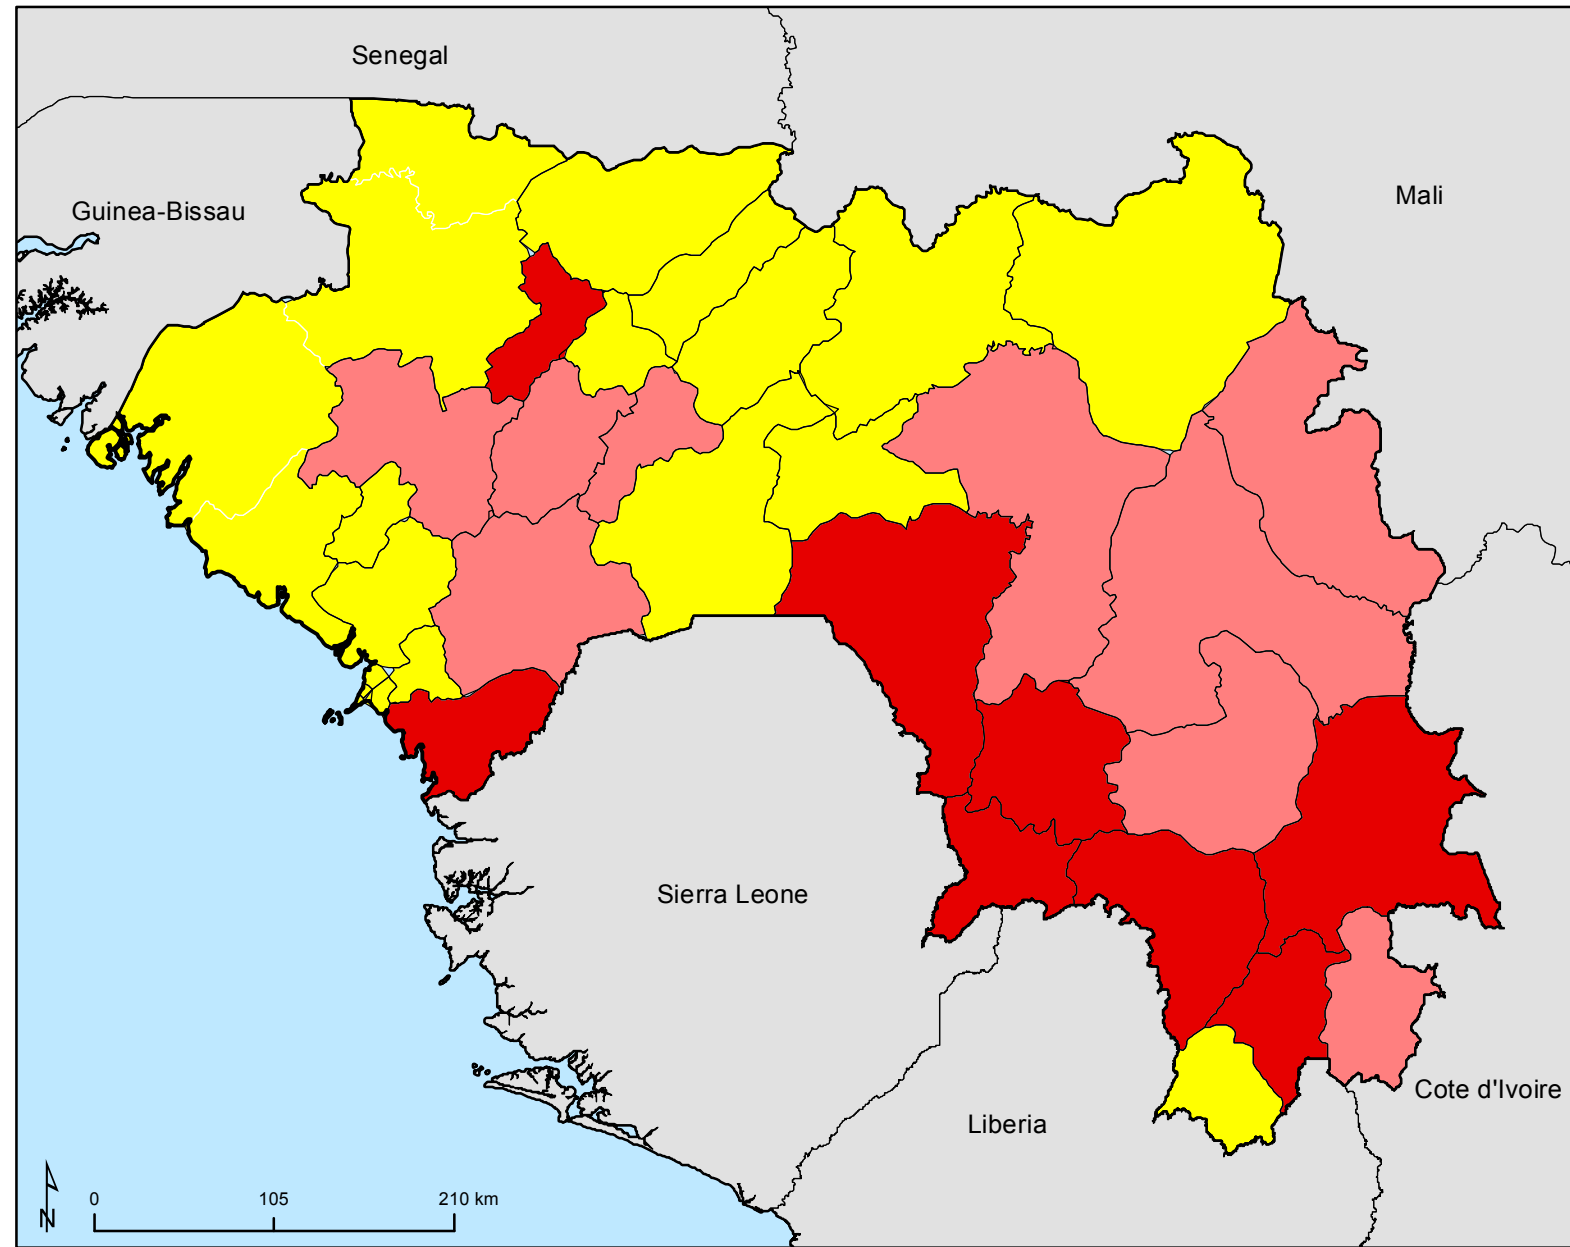 Senegal
Mali
Guinea-Bissau
Sierra Leone
Cote d'Ivoire
Liberia
0 105 210 km
N